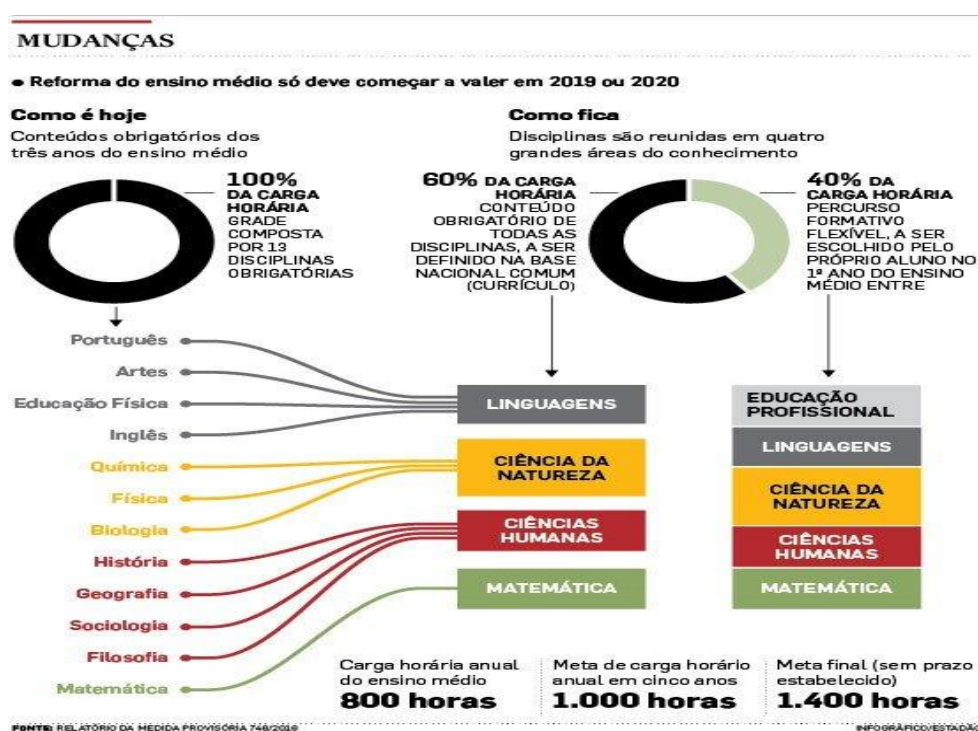 MUDANÇAS
● Reforma do ensino médio só deve começar a valer em 2019 ou 2020
Como é hoje
Conteúdos obrigatórios dos
três anos do ensino médio
100%
DA CARGA
HORÁRIA
GRADE
COMPOSTA
POR 13
DISCIPLINAS
OBRIGATÓRIAS
Como fica
Disciplinas são reunidas em quatro
grandes áreas do conhecimento
60% DA CARGA
HORÁRIA
CONTEÚDO
OBRIGATÓRIO DE
TODAS AS
DISCIPLINAS, A SER
DEFINIDO NA BASE
NACIONAL COMUM
(CURRÍCULO)
40% DA
CARGA HORÁRIA
PERCURSO
FORMATIVO
FLEXÍVEL, A SER
ESCOLHIDO PELO
PRÓPRIO ALUNO NO
1º ANO DO ENSINO
MÉDIO ENTRE
Português
Artes
Educação Física
Inglês
Química
Física
Biologia
História
Geografia
Sociologia
Filosofia
Matemática
LINGUAGENS
CIÊNCIA DA
NATUREZA
CIÊNCIAS
HUMANAS
MATEMÁTICA
EDUCAÇÃO
PROFISSIONAL
LINGUAGENS
CIÊNCIA DA
NATUREZA
CIÊNCIAS
HUMANAS
MATEMÁTICA
Carga horária anual
do ensino médio
800 horas
Meta de carga horário
anual em cinco anos
1.000 horas
Meta final (sem prazo
estabelecido)
1.400 horas
FONTE: RELATÓRIO DA MEDIDA PROVISÓRIA 746/2016
INFOGRÁFICO/ESTADÃO